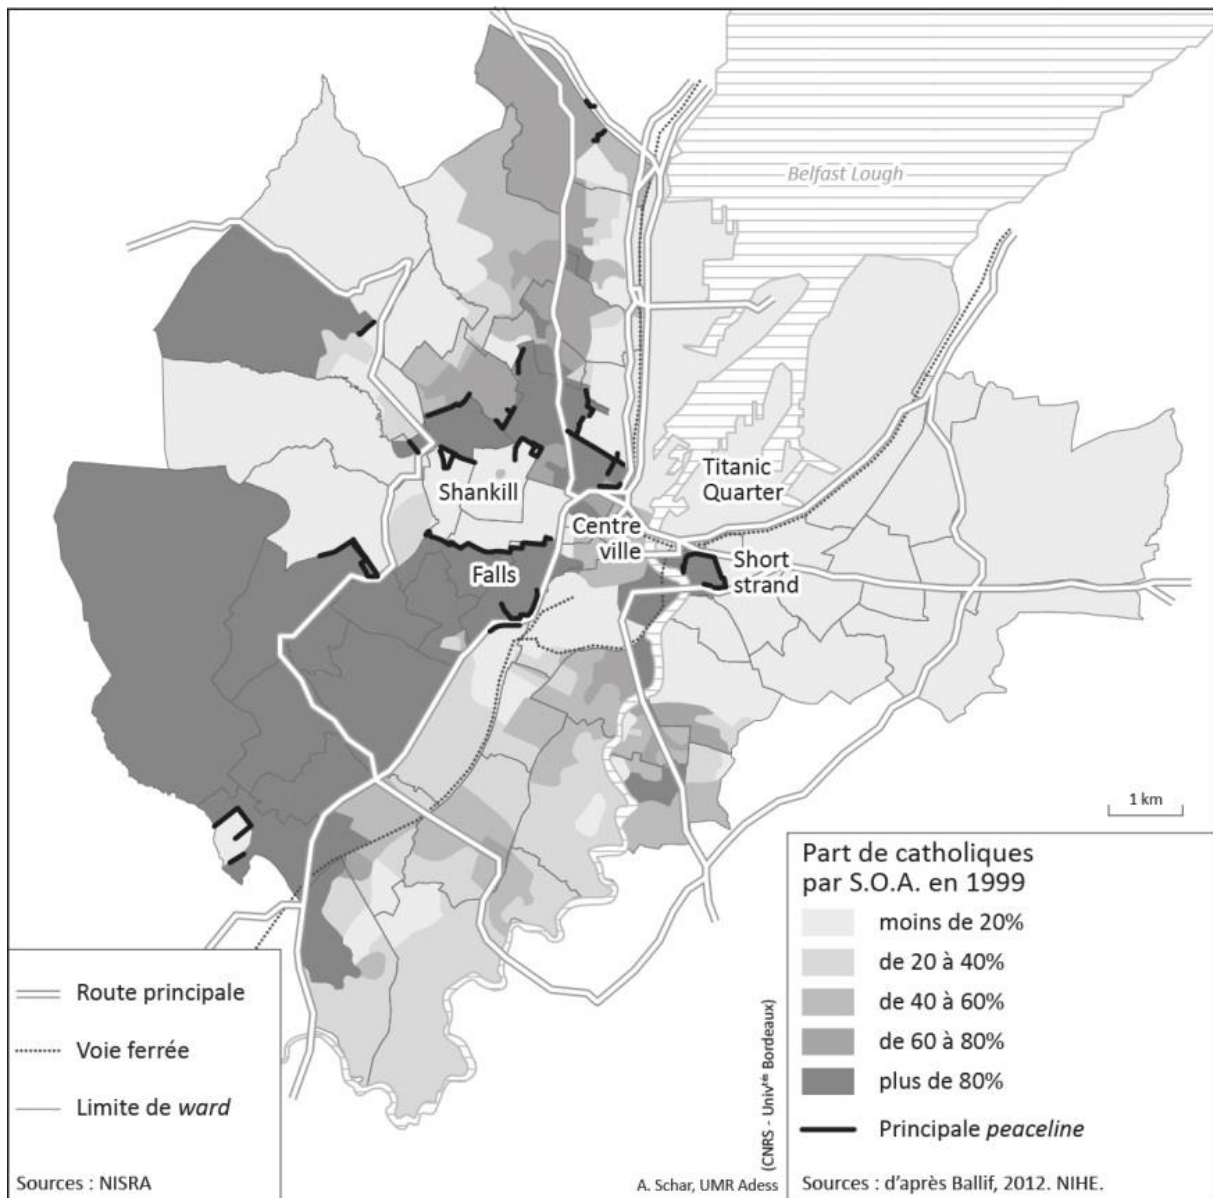 Belfast Lough
Titanic
Quarter
Shankill
Centre
ville
Short
strand
Falls
1 km
Part de catholiques
par S.O.A. en 1999
moins de 20%
de 20 à 40%
de 40 à 60%
de 60 à 80%
plus de 80%
Principale peaceline
Sources : d'après Ballif, 2012. NIHE.
Route principale
Voie ferrée
Limite de ward
Sources : NISRA
A. Schar, UMR Adess
(CNRS - Univtés Bordeaux)